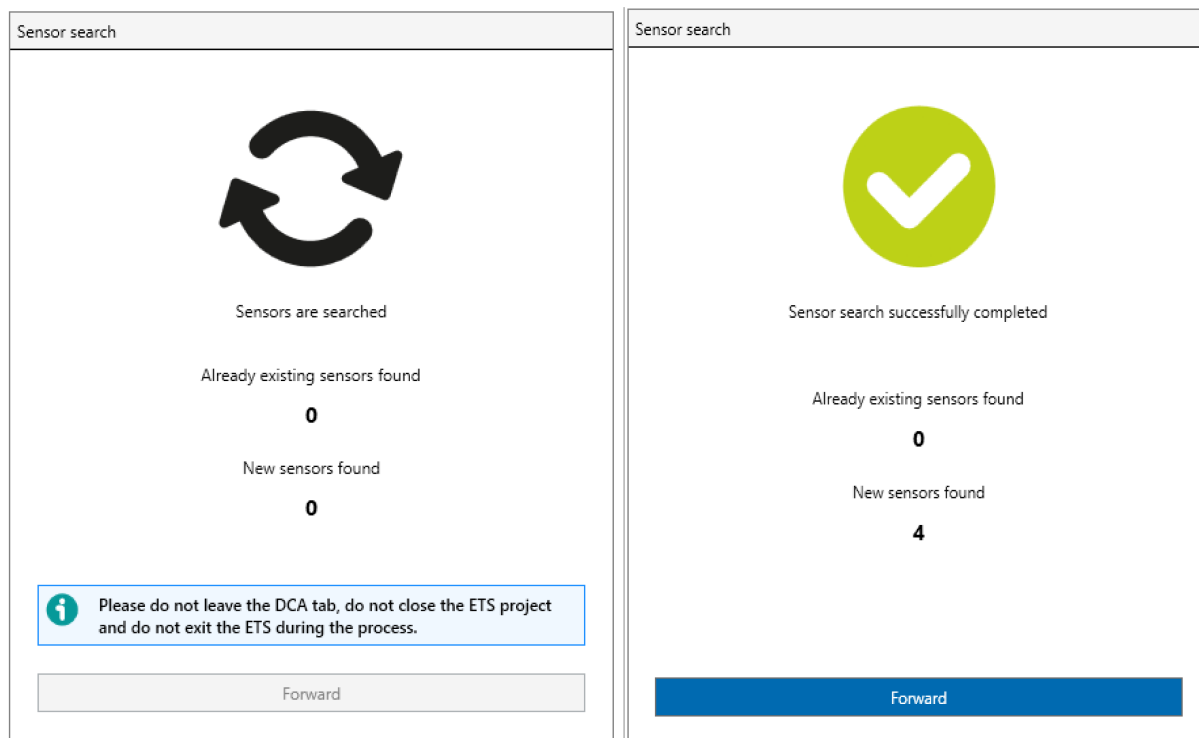 Sensor search
Sensors are searched
Already existing sensors found
0
New sensors found
0
Please do not leave the DCA tab, do not close the ETS project
and do not exit the ETS during the process.
Forward
Sensor search
Sensor search successfully completed
Already existing sensors found
0
New sensors found
4
Forward